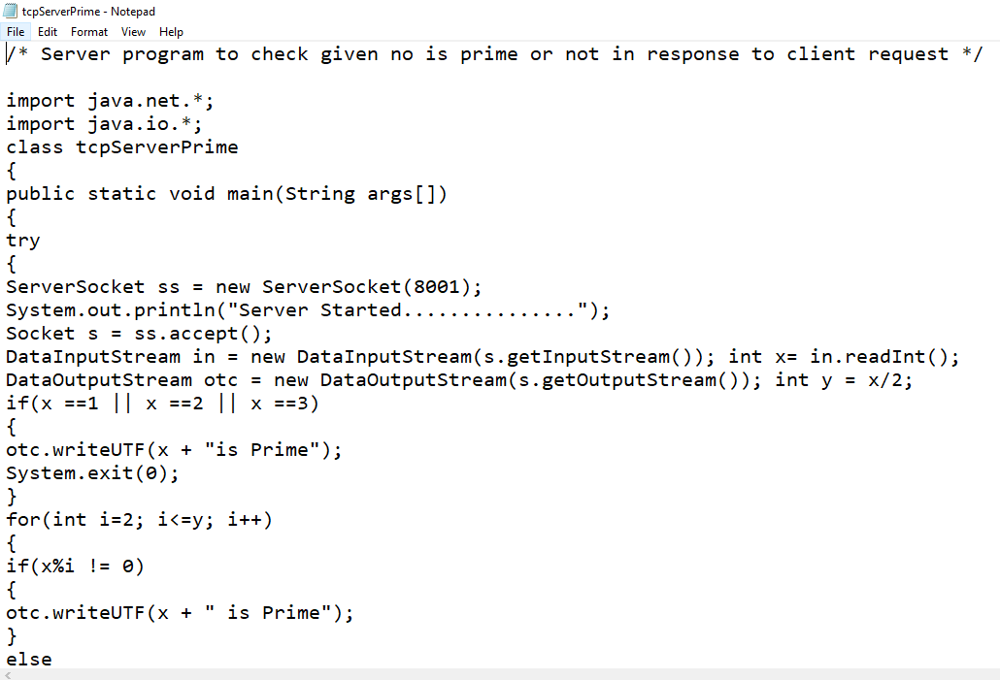 tcpServerPrime - Notepad
File Edit Format View Help
/* Server program to check given no is prime or not in response to client request */
import java.net.*;
import java.io.*;
class tcpServerPrime
{
public static void main(String args[])
{
try
{
ServerSocket ss = new ServerSocket(8001);
System.out.println("Server Started...............");
Socket s = ss.accept();
DataInputStream in = new DataInputStream(s.getInputStream()); int x= in.readInt();
DataOutputStream otc = new DataOutputStream(s.getOutputStream()); int y = x/2;
if(x ==1 || x ==2 || x ==3)
{
otc.writeUTF(x + "is Prime");
System.exit(0);
}
for(int i=2; i<=y; i++)
{
if(x%i != 0)
{
otc.writeUTF(x + " is Prime");
}
else